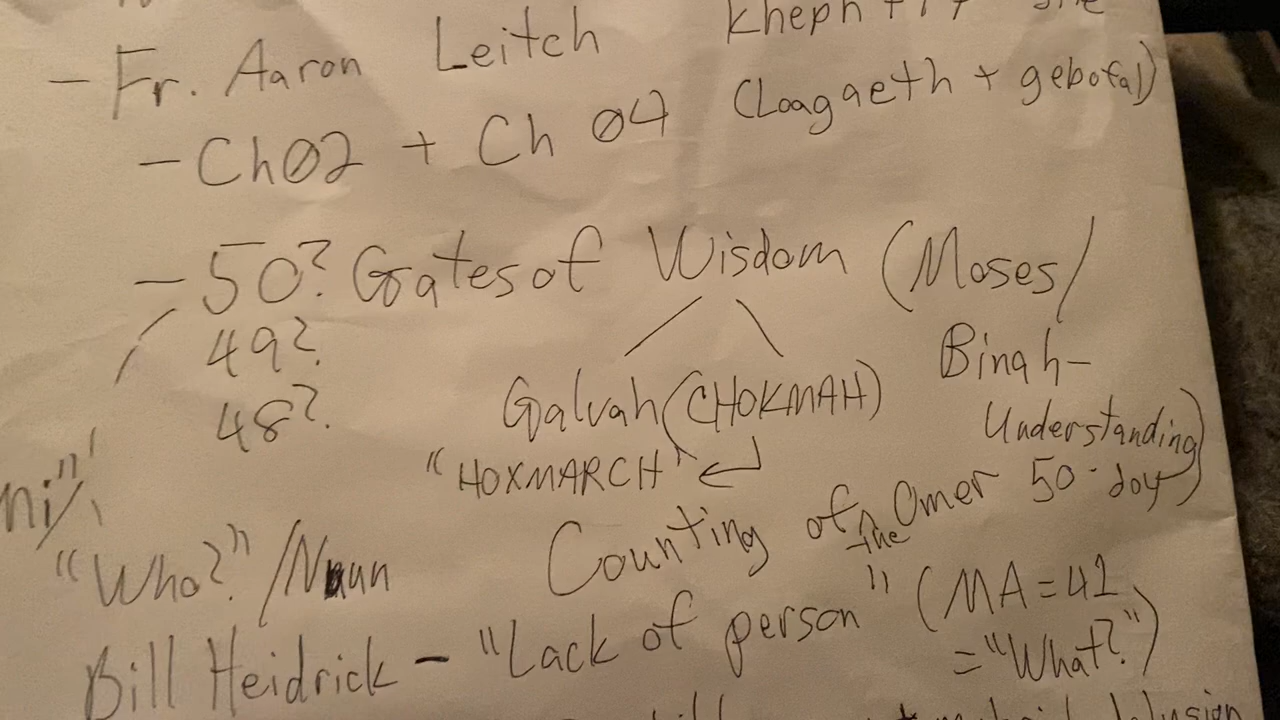 - Fr. Aaron Leitch
- Ch02 + Ch 04 (Loagaeth + gebofal)
- 50? Gates of Wisdom (Moses/
49?
48?
Binah-
Understanding)
Galvah (CHOKMAH)
"HOXMARCH"
Counting of the Omer 50-day)
"Who?" / Nuun
Bill Heidrick - "Lack of person" (MA=41
="What?")